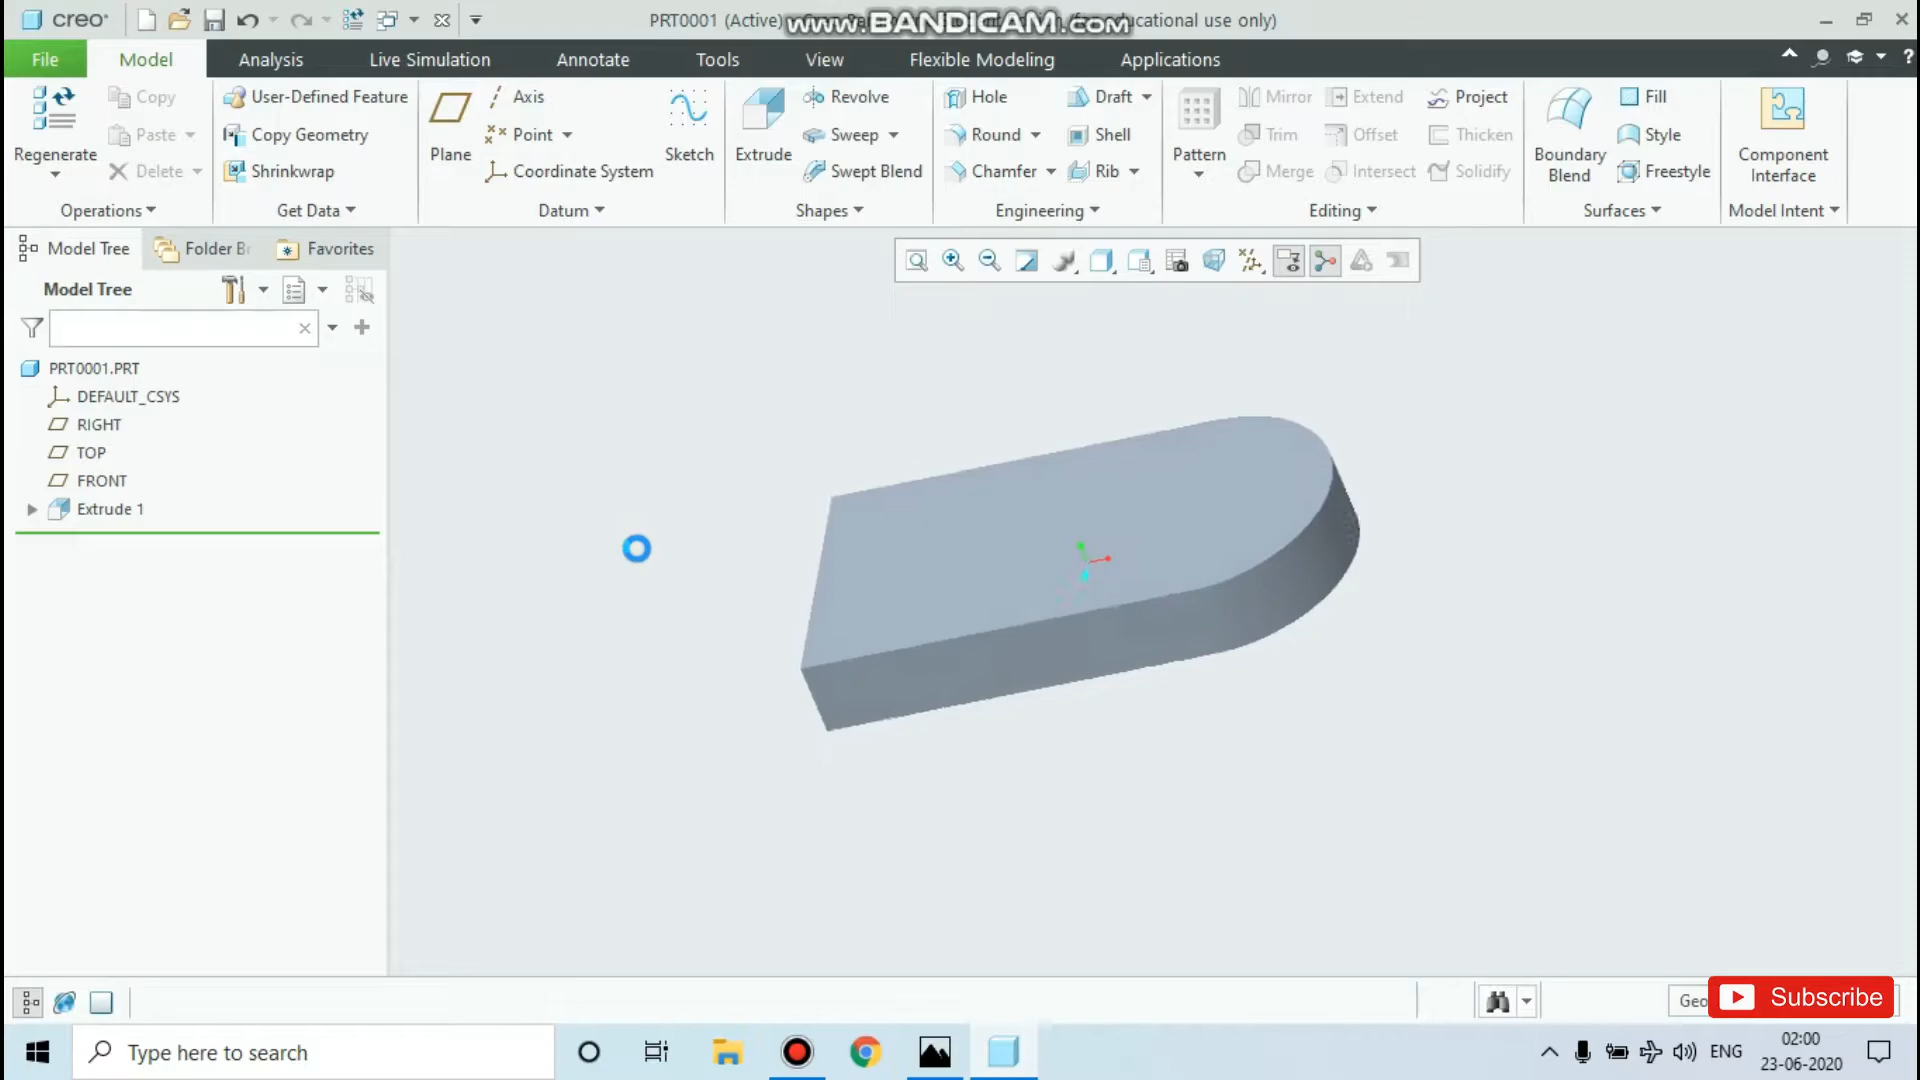 creo°
PRT0001 (Active)
www.BANDICAM.com
educational use only)
File
Model
Analysis
Live Simulation
Annotate
Tools
View
Flexible Modeling
Applications
Regenerate
Copy
Paste
Delete
Operations
User-Defined Feature
Copy Geometry
Shrinkwrap
Get Data
Plane
Axis
Point
Coordinate System
Sketch
Datum
Extrude
Revolve
Sweep
Swept Blend
Shapes
Hole
Round
Chamfer
Draft
Shell
Rib
Engineering
Pattern
Mirror
Trim
Merge
Extend
Offset
Intersect
Project
Thicken
Solidify
Editing
Boundary
Blend
Fill
Style
Freestyle
Surfaces
Component
Interface
Model Intent
Model Tree
Folder Br
Favorites
Model Tree
PRT0001.PRT
DEFAULT_CSYS
RIGHT
TOP
FRONT
Extrude 1
Geo
Subscribe
Type here to search
ENG
02:00
23-06-2020